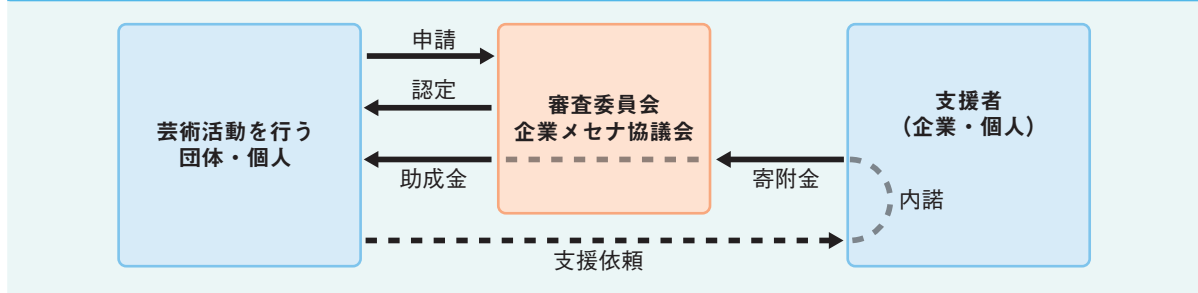 芸術活動を行う
団体・個人
申請
認定
助成金
審査委員会
企業メセナ協議会
寄附金
支援者
(企業・個人)
内諾
支援依頼